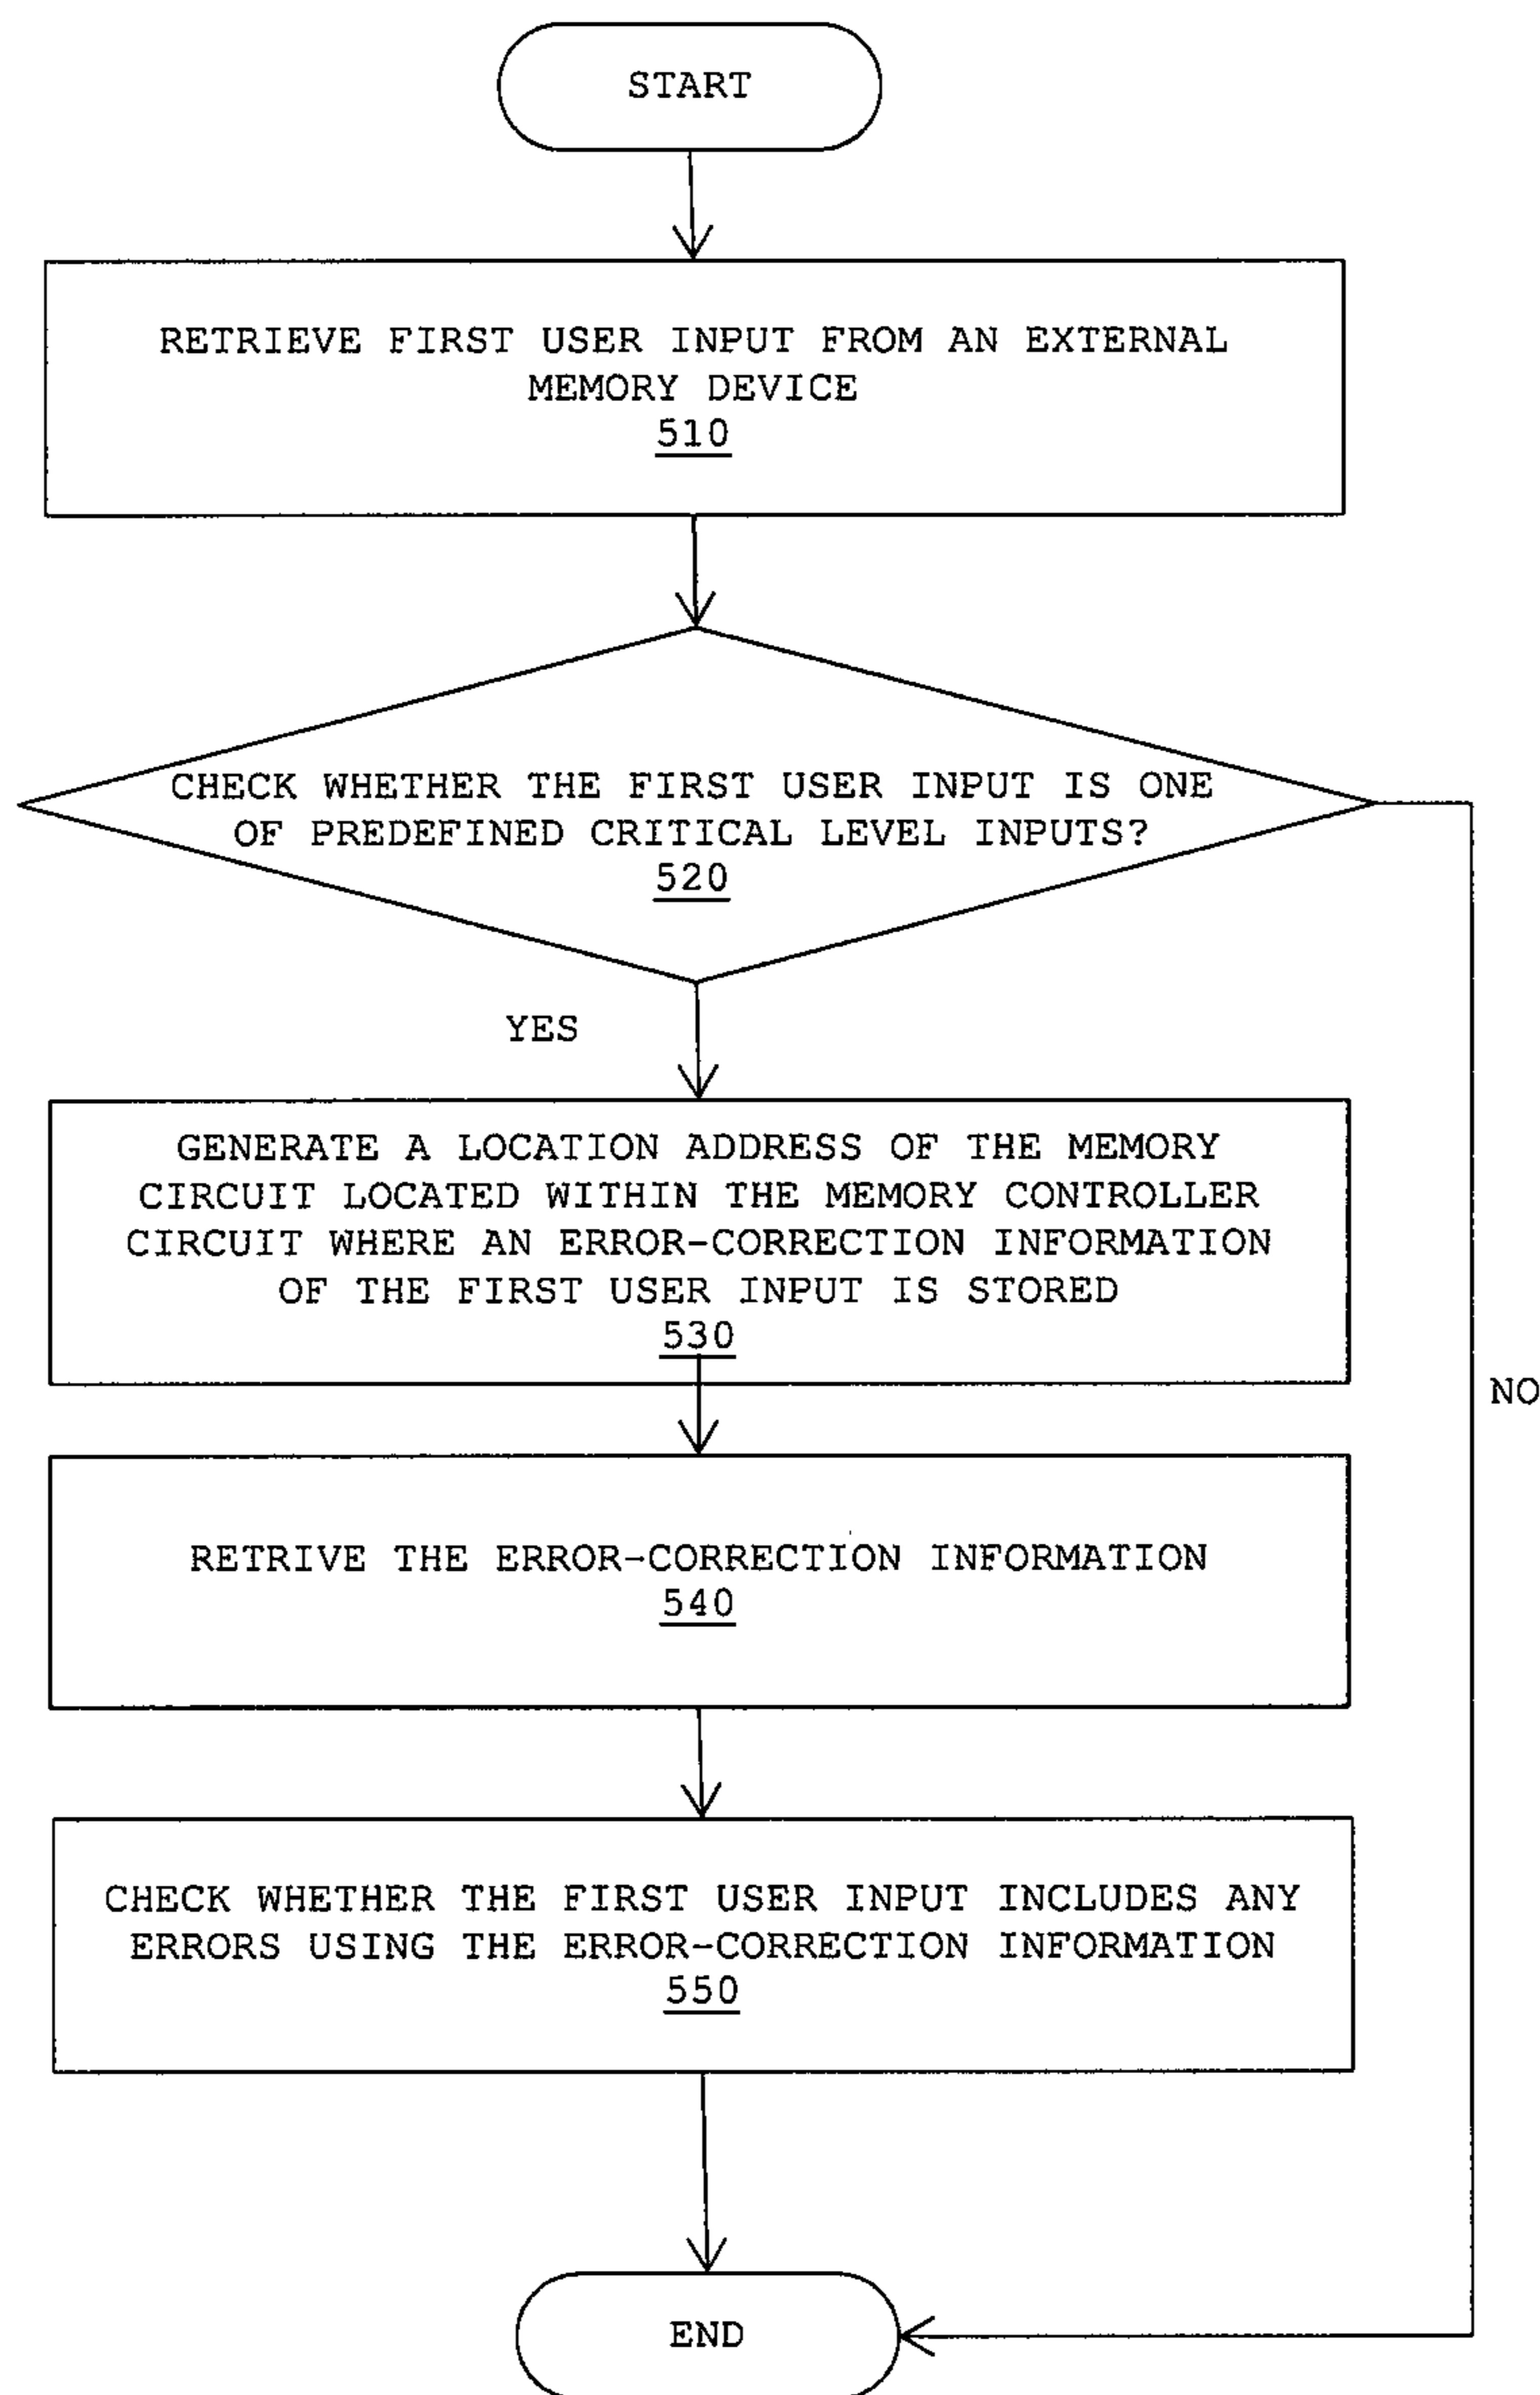 START
RETRIEVE FIRST USER INPUT FROM AN EXTERNAL
MEMORY DEVICE
510
CHECK WHETHER THE FIRST USER INPUT IS ONE
OF PREDEFINED CRITICAL LEVEL INPUTS?
520
YES
GENERATE A LOCATION ADDRESS OF THE MEMORY
CIRCUIT LOCATED WITHIN THE MEMORY CONTROLLER
CIRCUIT WHERE AN ERROR-CORRECTION INFORMATION
OF THE FIRST USER INPUT IS STORED
530
NO
RETRIVE THE ERROR-CORRECTION INFORMATION
540
CHECK WHETHER THE FIRST USER INPUT INCLUDES ANY
ERRORS USING THE ERROR-CORRECTION INFORMATION
550
END